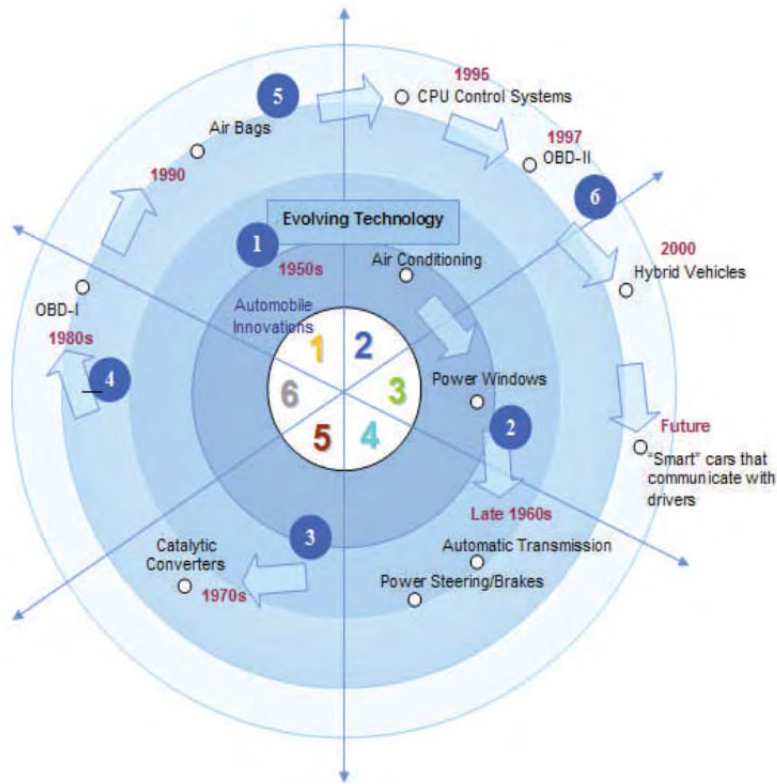 1995
CPU Control Systems
5
Air Bags
1997
OBD-II
1990
6
Evolving Technology
1
2000
Hybrid Vehicles
1950s
Air Conditioning
OBD-I
Automobile
Innovations
1980s
1
2
4
6
3
Power Windows
5
4
2
Future
"Smart" cars that
communicate with
drivers
Late 1960s
3
Catalytic
Converters
Automatic Transmission
Power Steering/Brakes
1970s